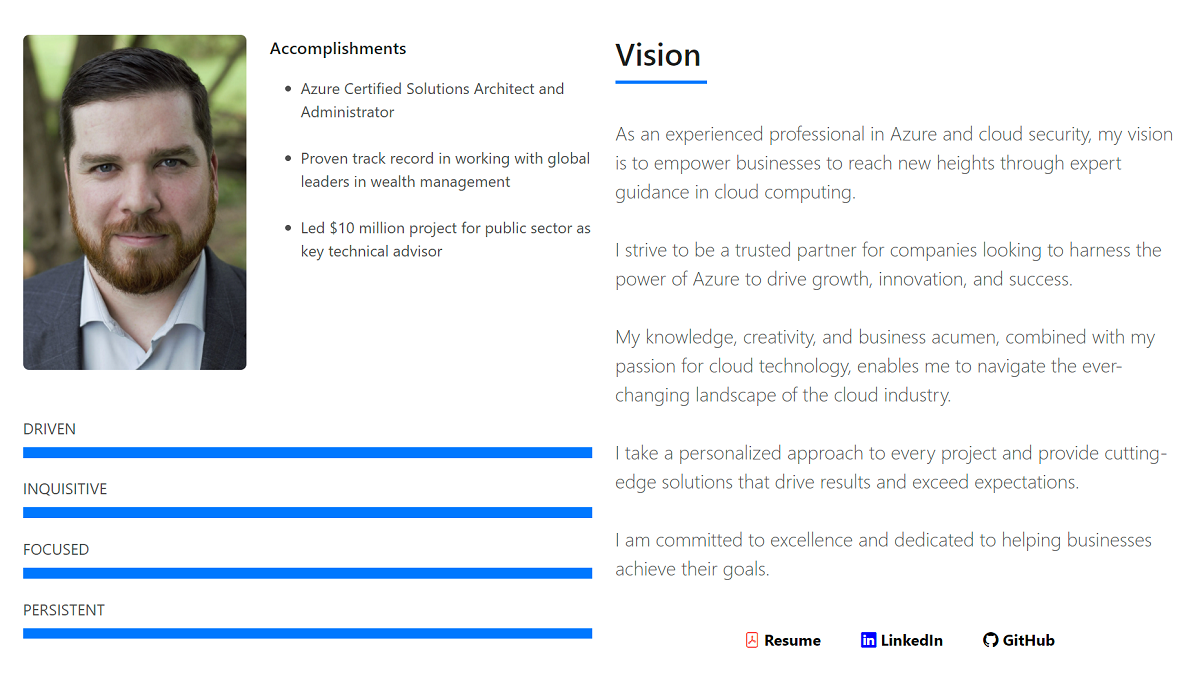 Accomplishments
Azure Certified Solutions Architect and
Administrator
Proven track record in working with global
leaders in wealth management
Led $10 million project for public sector as
key technical advisor
DRIVEN
INQUISITIVE
FOCUSED
PERSISTENT
Vision
As an experienced professional in Azure and cloud security, my vision
is to empower businesses to reach new heights through expert
guidance in cloud computing.
I strive to be a trusted partner for companies looking to harness the
power of Azure to drive growth, innovation, and success.
My knowledge, creativity, and business acumen, combined with my
passion for cloud technology, enables me to navigate the ever-
changing landscape of the cloud industry.
I take a personalized approach to every project and provide cutting-
edge solutions that drive results and exceed expectations.
I am committed to excellence and dedicated to helping businesses
achieve their goals.
Resume
in LinkedIn
GitHub